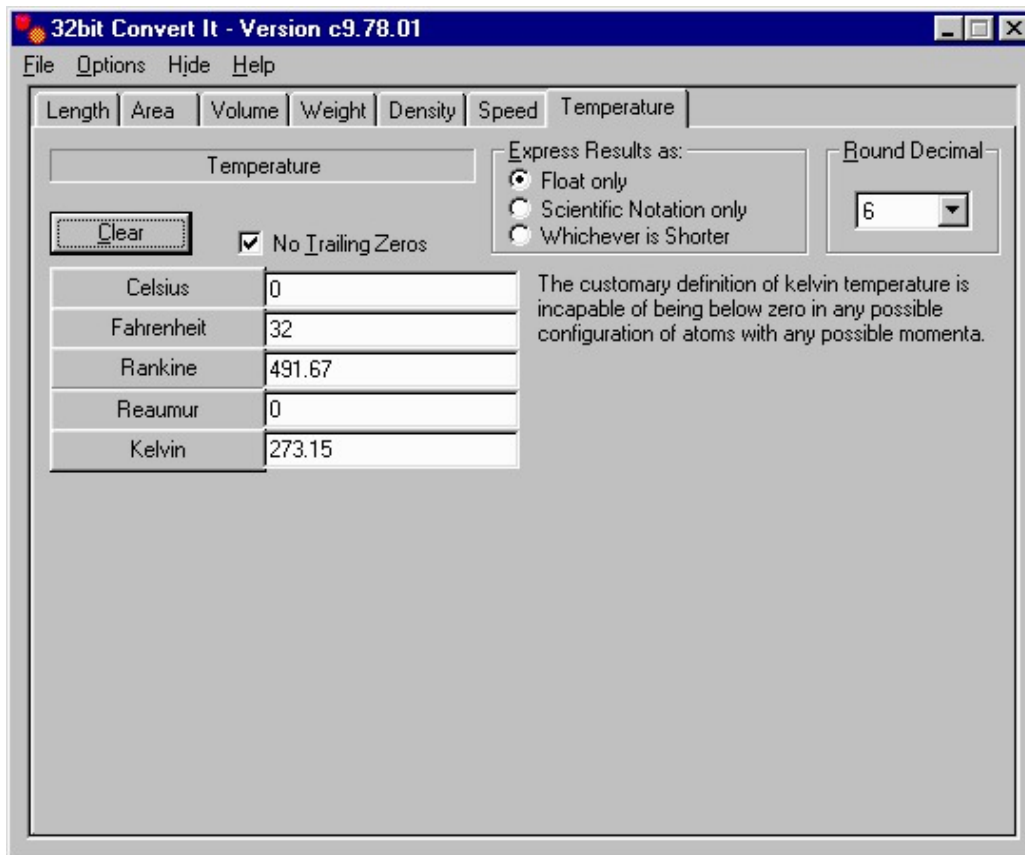 32bit Convert It - Version c9.78.01
File Options Hide Help
Length Area Volume Weight Density Speed Temperature
Temperature
Express Results as:
Float only
Scientific Notation only
Whichever is Shorter
Round Decimal
6
Clear
No Trailing Zeros
Celsius 0
Fahrenheit 32
Rankine 491.67
Reaumur 0
Kelvin 273.15
The customary definition of kelvin temperature is
incapable of being below zero in any possible
configuration of atoms with any possible momenta.